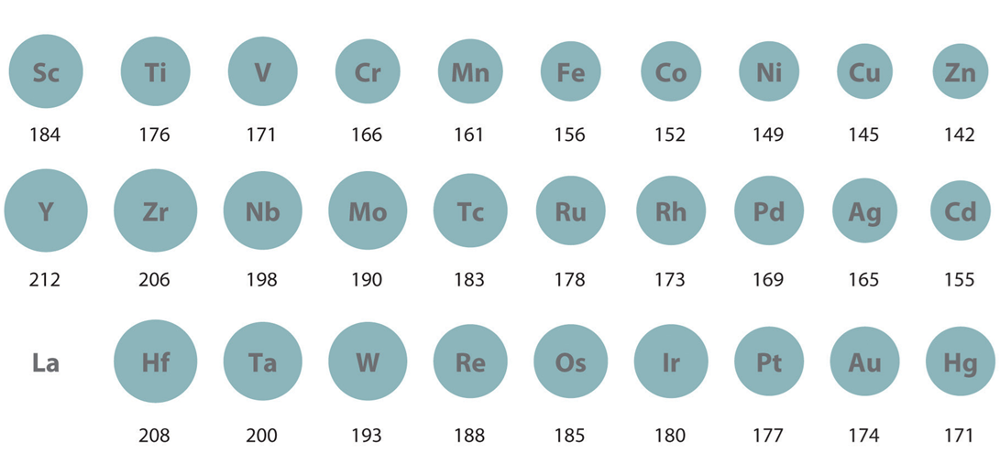 Sc Ti V Cr Mn Fe Co Ni Cu Zn
184 176 171 166 161 156 152 149 145 142
Y Zr Nb Mo Tc Ru Rh Pd Ag Cd
212 206 198 190 183 178 173 169 165 155
La Hf Ta W Re Os Ir Pt Au Hg
208 200 193 188 185 180 177 174 171